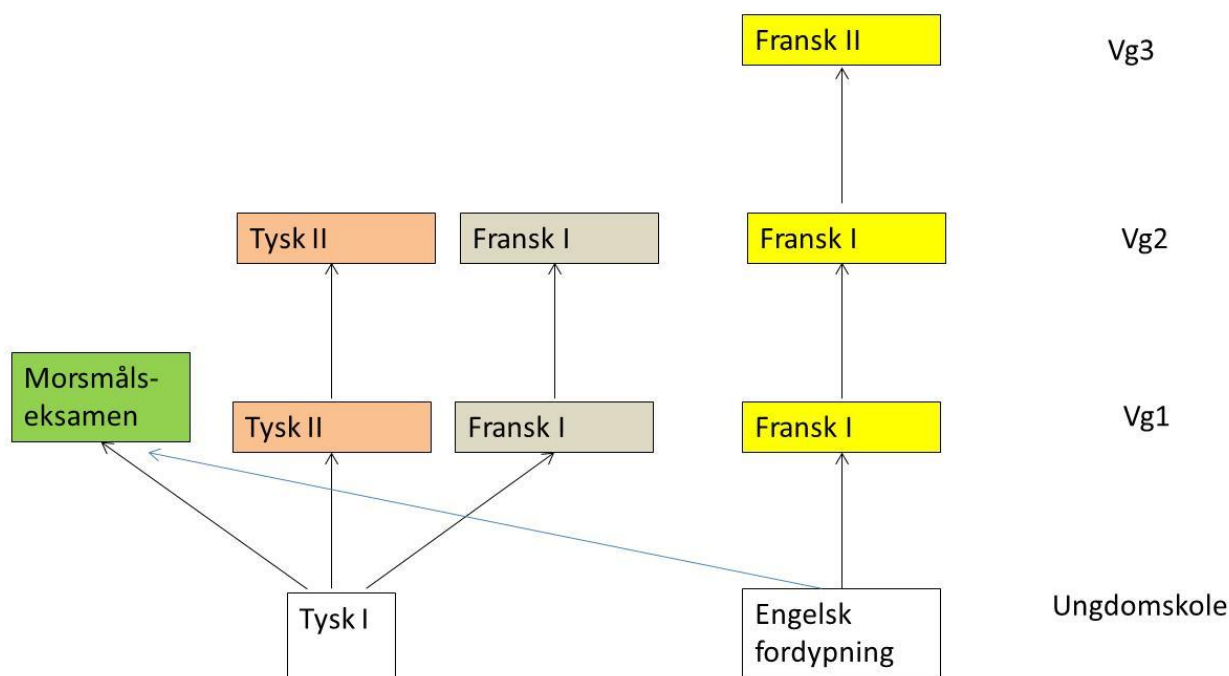 Fransk II
Vg3
Tysk II
Fransk I
Fransk I
Vg2
Morsmåls-
eksamen
Tysk II
Fransk I
Fransk I
Vg1
Tysk I
Engelsk
fordypning
Ungdomskole